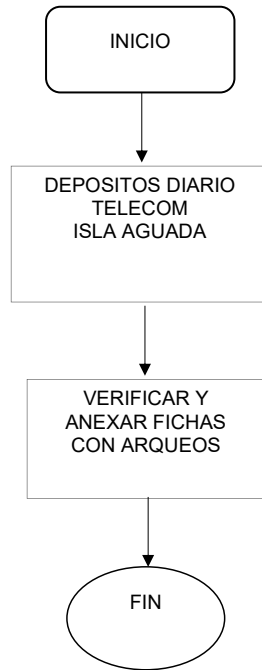 INICIO
DEPOSITOS DIARIO
TELECOM
ISLA AGUADA
VERIFICAR Y
ANEXAR FICHAS
CON ARQUEOS
FIN